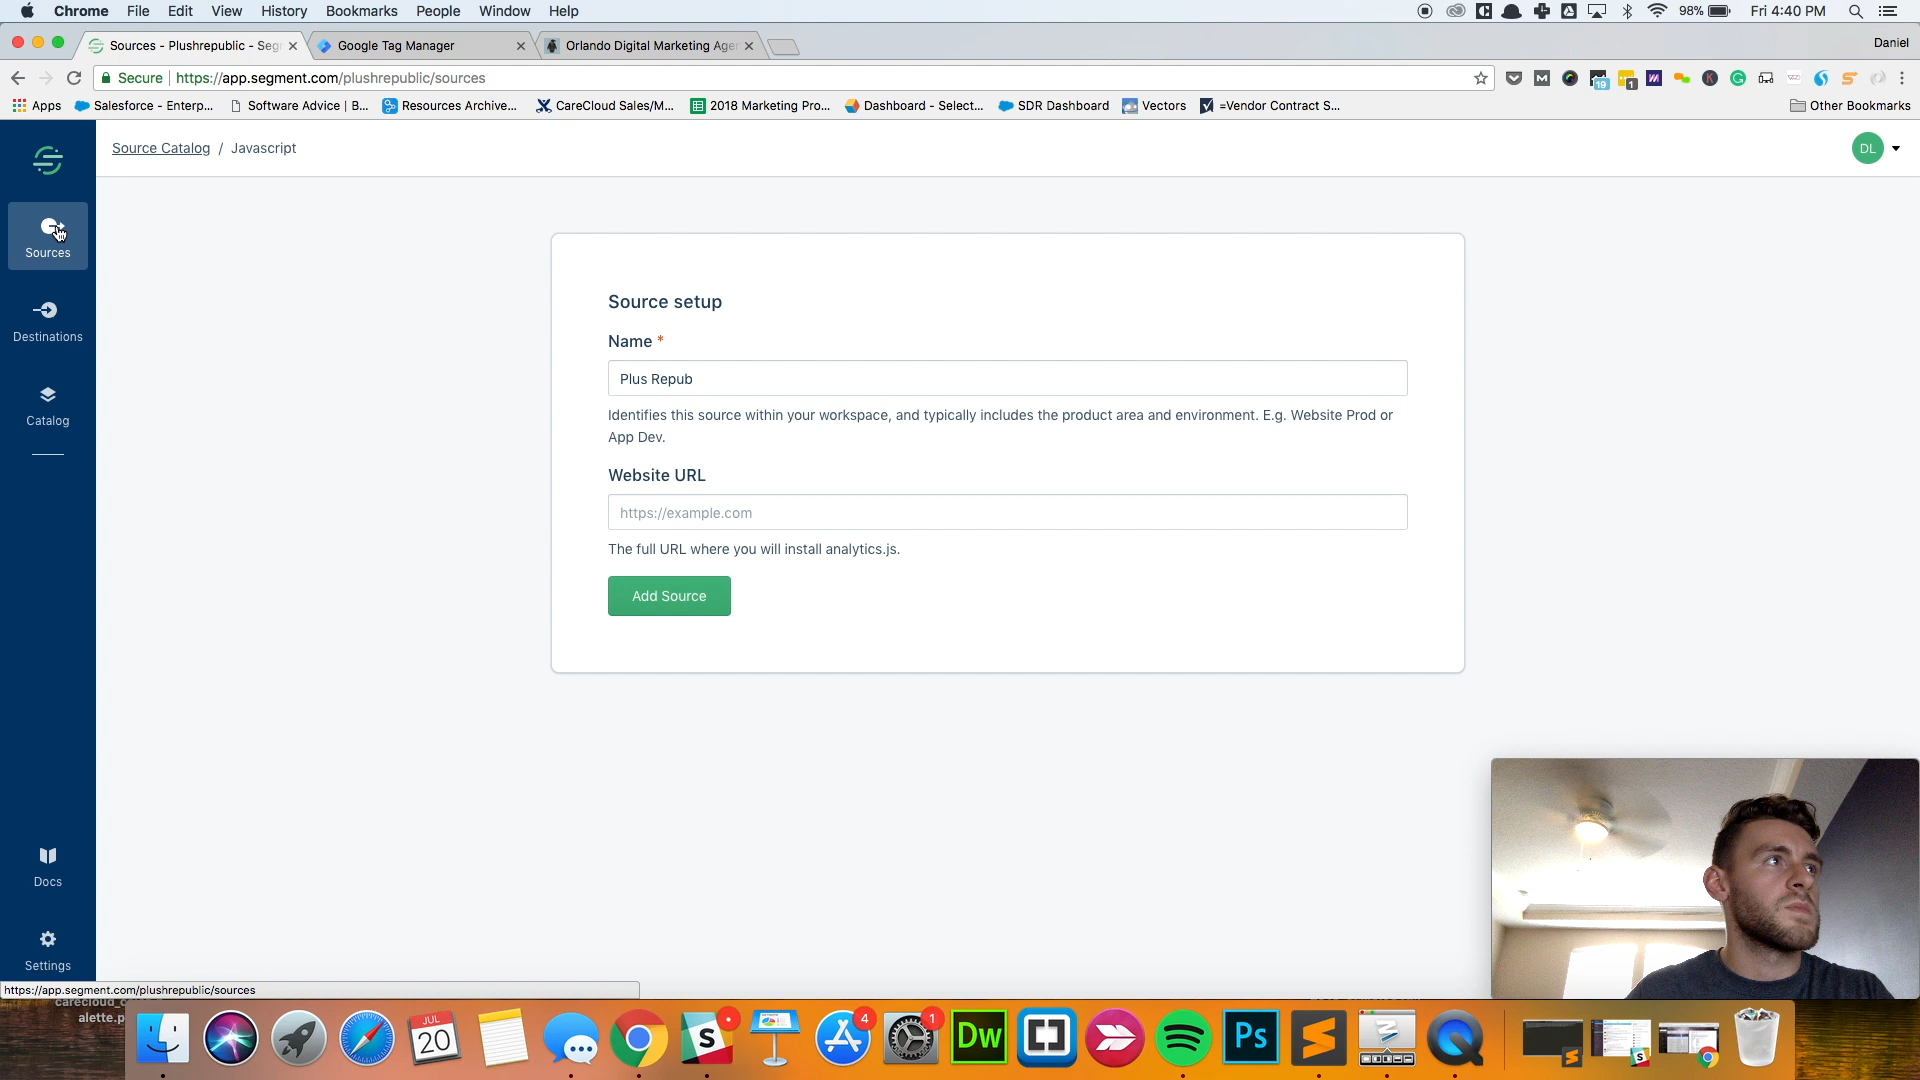 Chrome File Edit View History Bookmarks People Window Help
98% Fri 4:40 PM
Sources - Plushrepublic - Seg
Google Tag Manager
Orlando Digital Marketing Age
Daniel
Secure https://app.segment.com/plushrepublic/sources
Apps
Salesforce - Enterp...
Software Advice | B...
Resources Archive...
CareCloud Sales/M...
2018 Marketing Pro...
Dashboard - Select...
SDR Dashboard
Vectors
=Vendor Contract S...
Other Bookmarks
Source Catalog / Javascript
DL
Sources
Destinations
Catalog
Docs
Settings
Source setup
Name *
Plus Repub
Identifies this source within your workspace, and typically includes the product area and environment. E.g. Website Prod or
App Dev.
Website URL
https://example.com
The full URL where you will install analytics.js.
Add Source
https://app.segment.com/plushrepublic/sources
alette.p
JUL
20
4
1
Dw
Ps